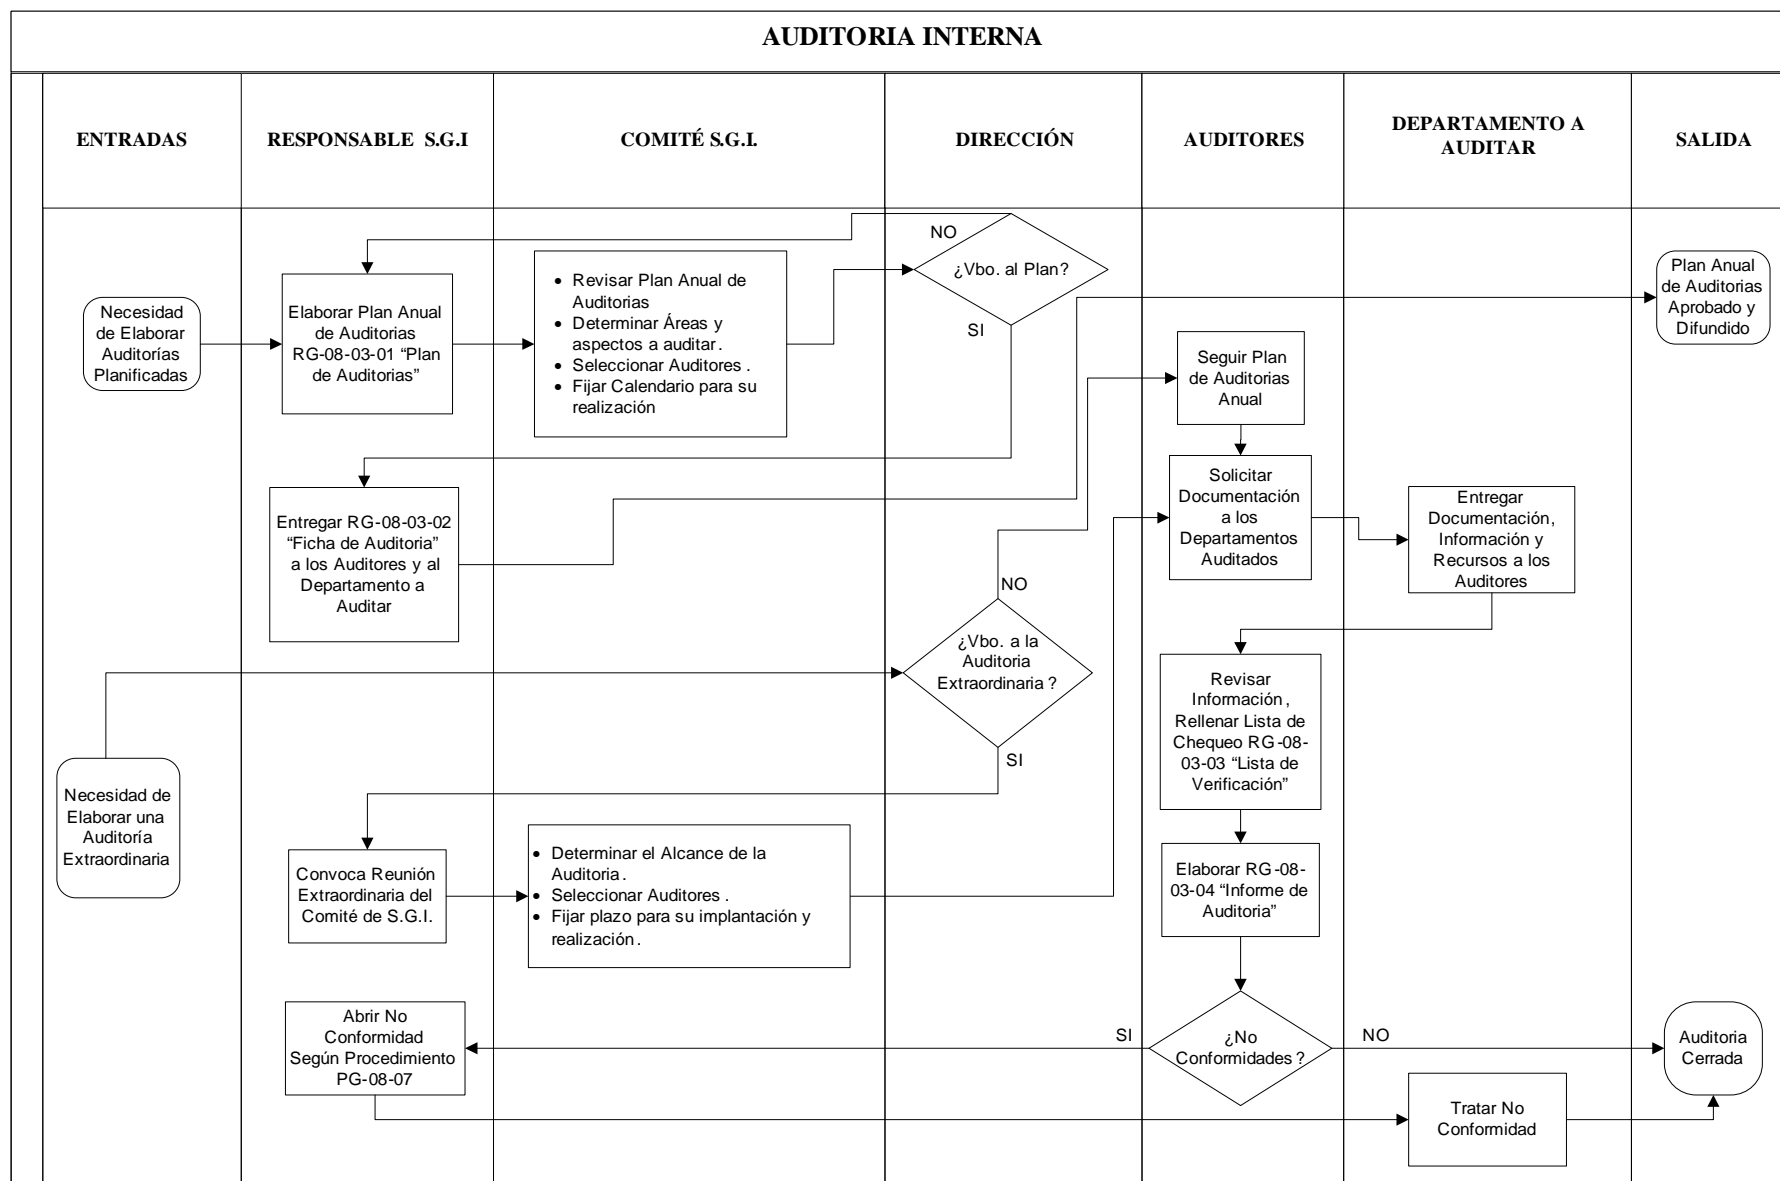 AUDITORIA INTERNA
ENTRADAS
RESPONSABLE S.G.I
COMITÉ S.G.I.
DIRECCIÓN
AUDITORES
DEPARTAMENTO A
AUDITAR
SALIDA
Necesidad
de Elaborar
Auditorías
Planificadas
Elaborar Plan Anual
de Auditorias
RG-08-03-01 “Plan
de Auditorias”
• Revisar Plan Anual de
Auditorias
• Determinar Áreas y
aspectos a auditar.
• Seleccionar Auditores.
• Fijar Calendario para su
realización
NO
¿Vbo. al Plan?
SI
Plan Anual
de Auditorias
Aprobado y
Difundido
Seguir Plan
de Auditorias
Anual
Entregar RG-08-03-02
“Ficha de Auditoria”
a los Auditores y al
Departamento a
Auditar
Solicitar
Documentación
a los
Departamentos
Auditados
Entregar
Documentación,
Información y
Recursos a los
Auditores
NO
¿Vbo. a la
Auditoria
Extraordinaria?
SI
Revisar
Información,
Rellenar Lista de
Chequeo RG-08-
03-03 “Lista de
Verificación”
Necesidad de
Elaborar una
Auditoría
Extraordinaria
Convoca Reunión
Extraordinaria del
Comité de S.G.I.
• Determinar el Alcance de la
Auditoria.
• Seleccionar Auditores.
• Fijar plazo para su implantación y
realización.
Elaborar RG-08-
03-04 “Informe de
Auditoria”
Abrir No
Conformidad
Según Procedimiento
PG-08-07
SI
¿No
Conformidades?
NO
Auditoria
Cerrada
Tratar No
Conformidad